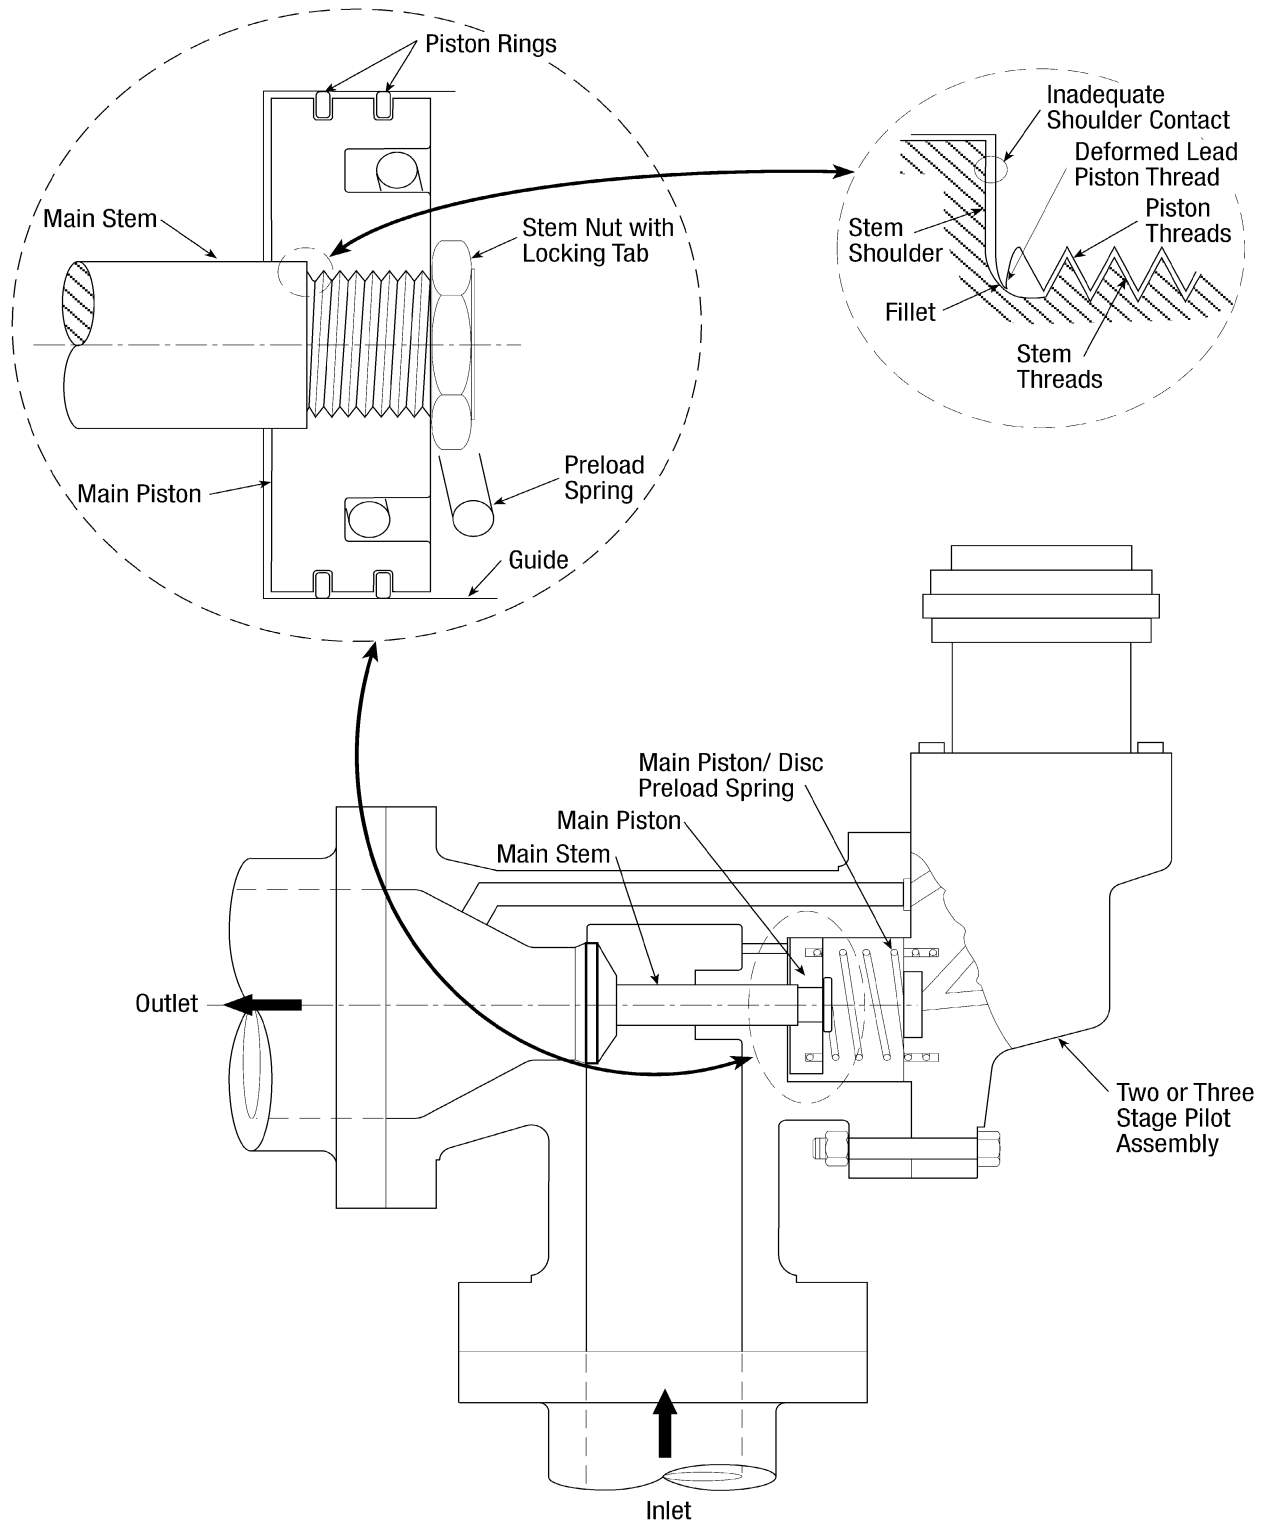 Piston Rings
Main Stem
Stem Nut with
Locking Tab
Main Piston
Preload
Spring
Guide
Inadequate
Shoulder Contact
Deformed Lead
Piston Thread
Piston
Threads
Stem
Shoulder
Fillet
Stem
Threads
Main Piston/ Disc
Preload Spring
Main Piston
Main Stem
Outlet
Two or Three
Stage Pilot
Assembly
Inlet